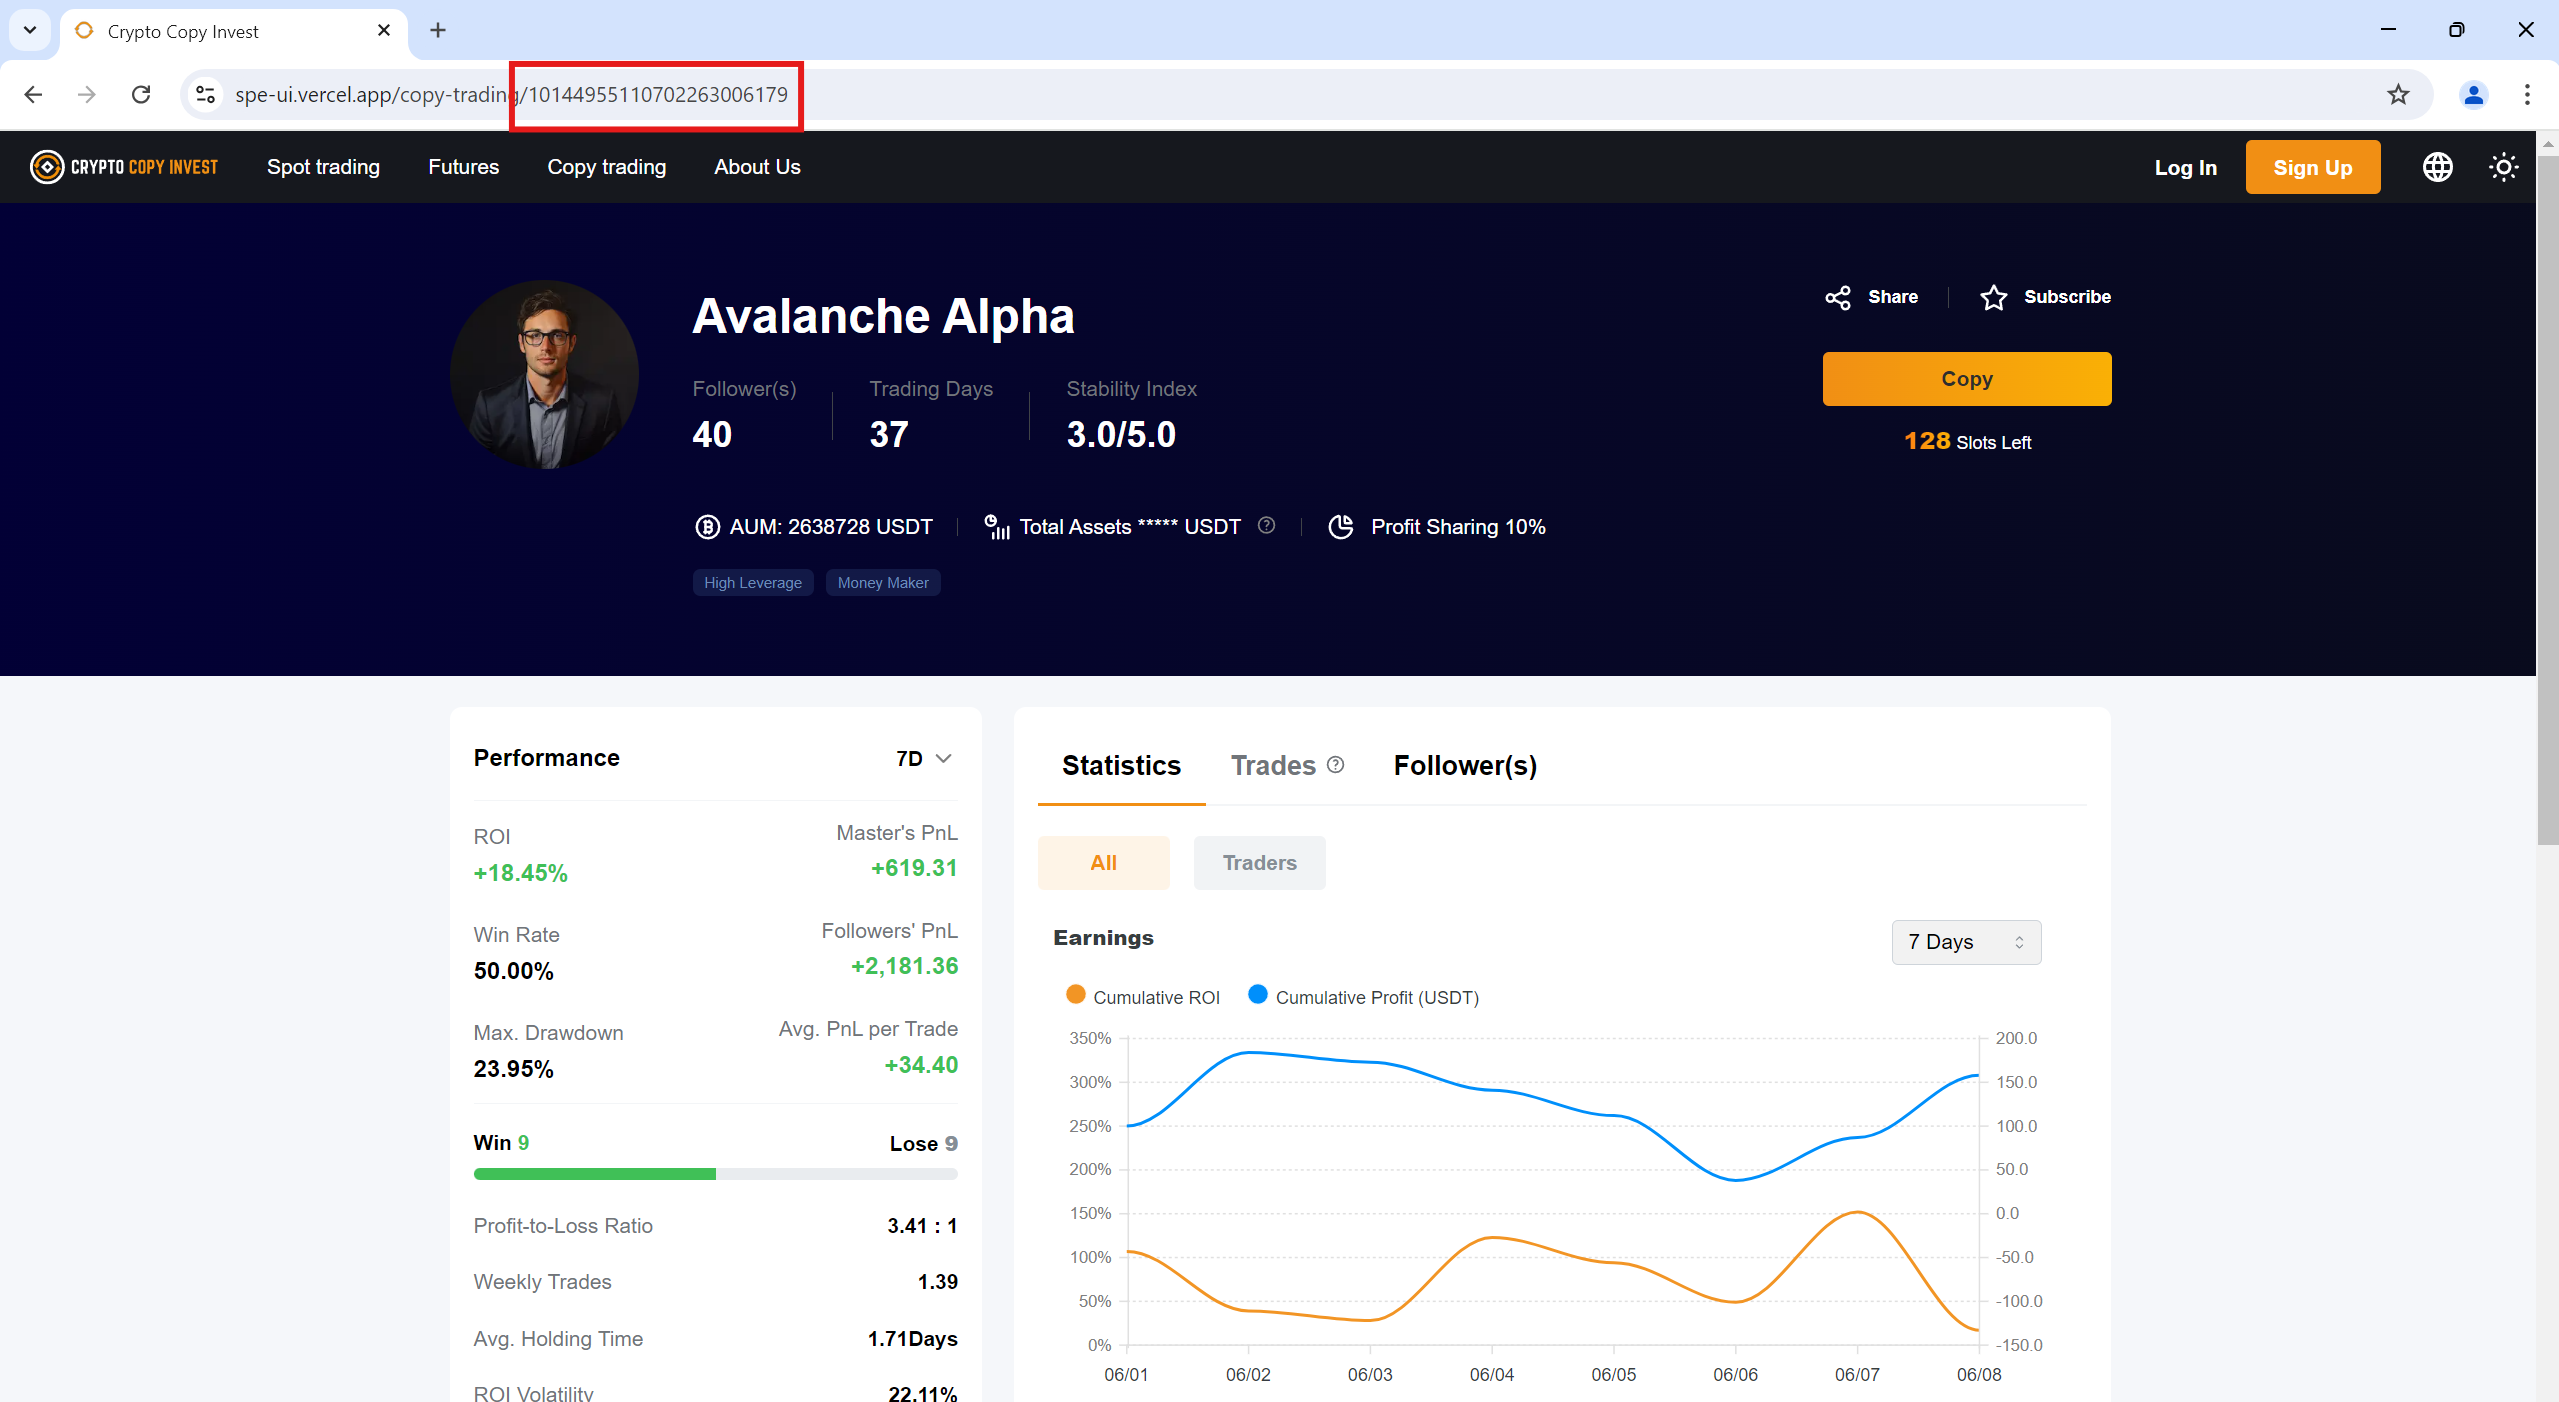 Crypto Copy Invest
spe-ui.vercel.app/copy-trading/10144955110702263006179
CRYPTO COPY INVEST
Spot trading
Futures
Copy trading
About Us
Log In
Sign Up
Avalanche Alpha
Share
Subscribe
Follower(s)
Trading Days
Stability Index
40
37
3.0/5.0
Copy
128 Slots Left
AUM: 2638728 USDT
Total Assets ***** USDT
Profit Sharing 10%
High Leverage
Money Maker
Performance
7D
ROI
Master's PnL
+18.45%
+619.31
Win Rate
Followers' PnL
50.00%
+2,181.36
Max. Drawdown
Avg. PnL per Trade
23.95%
+34.40
Win 9
Lose 9
Profit-to-Loss Ratio
3.41 : 1
Weekly Trades
1.39
Avg. Holding Time
1.71Days
ROI Volatility
22.11%
Statistics
Trades
Follower(s)
All
Traders
Earnings
7 Days
Cumulative ROI
Cumulative Profit (USDT)
350%
300%
250%
200%
150%
100%
50%
0%
200.0
150.0
100.0
50.0
0.0
-50.0
-100.0
-150.0
06/01
06/02
06/03
06/04
06/05
06/06
06/07
06/08